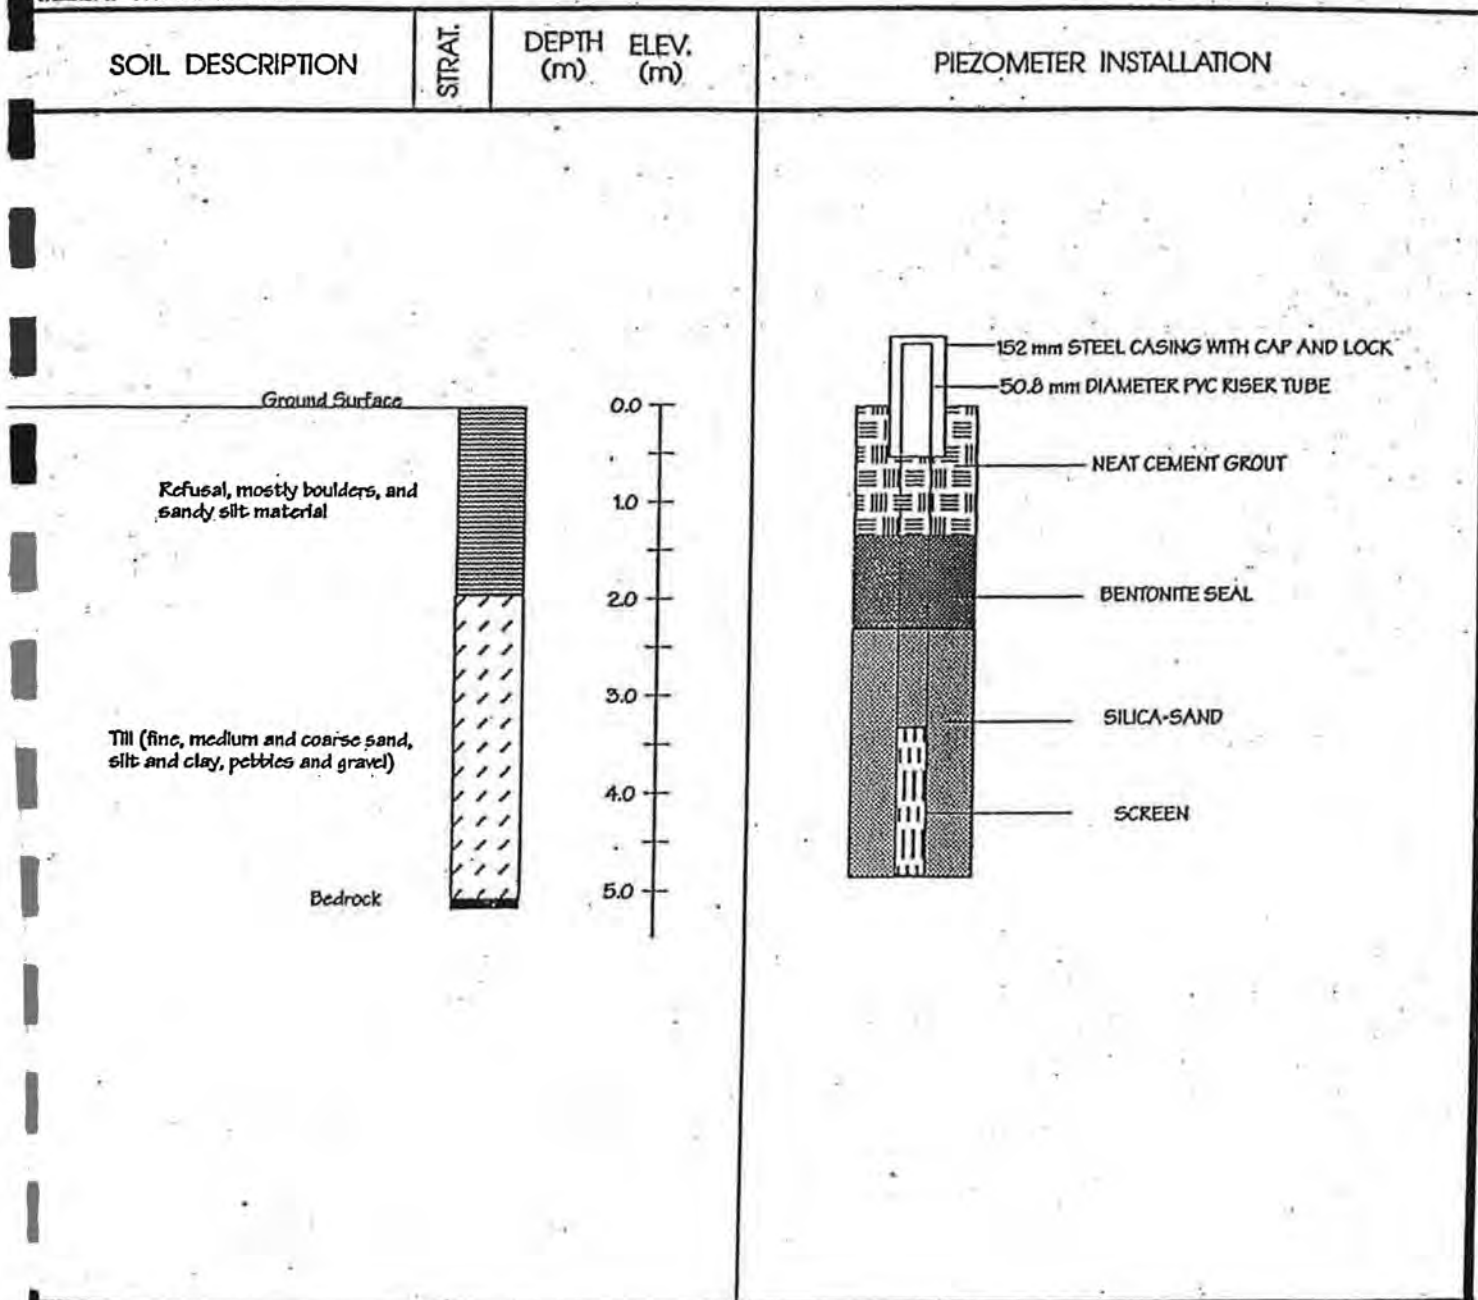 SOIL DESCRIPTION
STRAT.
DEPTH
(m)
ELEV.
(m)
PIEZOMETER INSTALLATION
152 mm STEEL CASING WITH CAP AND LOCK
50.8 mm DIAMETER PVC RISER TUBE
Ground Surface
0.0
NEAT CEMENT GROUT
Refusal, mostly boulders, and
sandy silt material
1.0
BENTONITE SEAL
2.0
3.0
SILICA-SAND
Till (fine, medium and coarse sand,
silt and clay, pebbles and gravel)
4.0
SCREEN
Bedrock
5.0